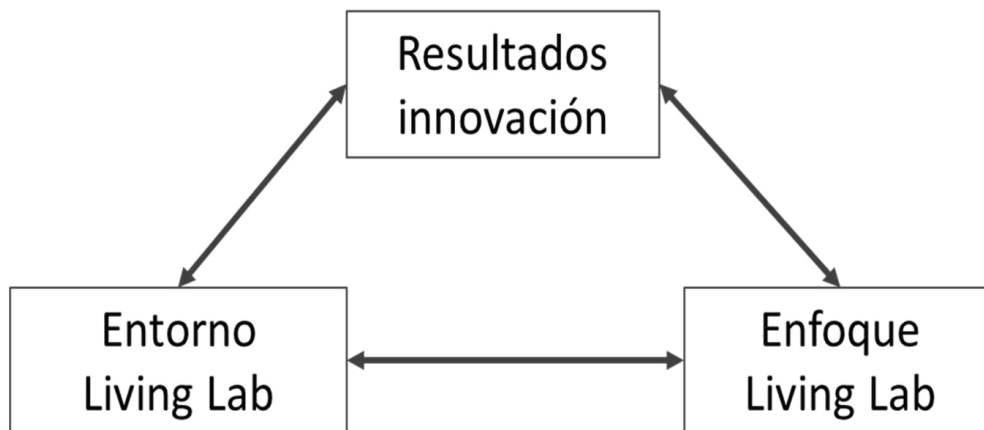 Resultados
innovación
Entorno
Living Lab
Enfoque
Living Lab